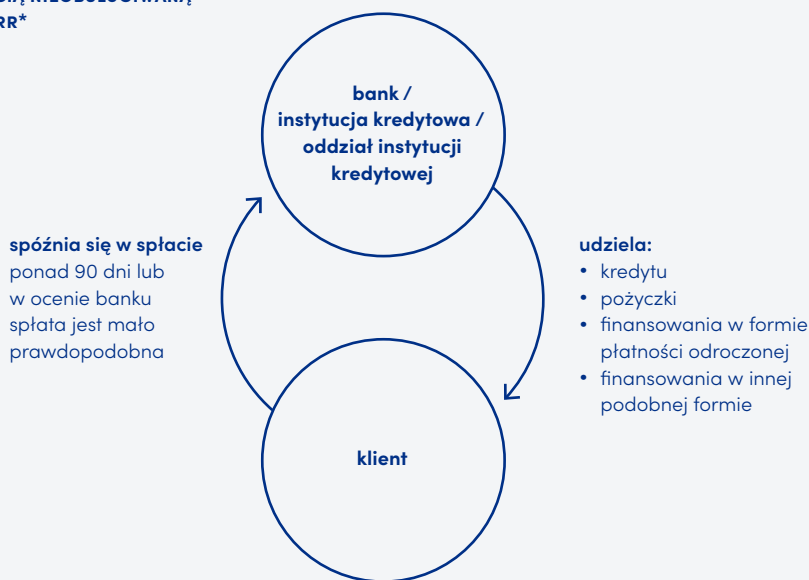 RR*
bank /
instytucja kredytowa /
oddział instytucji
kredytowej
spóźnia się w spłacie
ponad 90 dni lub
w ocenie banku
spłata jest mało
prawdopodobna
udziela:
• kredytu
• pożyczki
• finansowania w formie
płatności odroczonej
• finansowania w innej
podobnej formie
klient